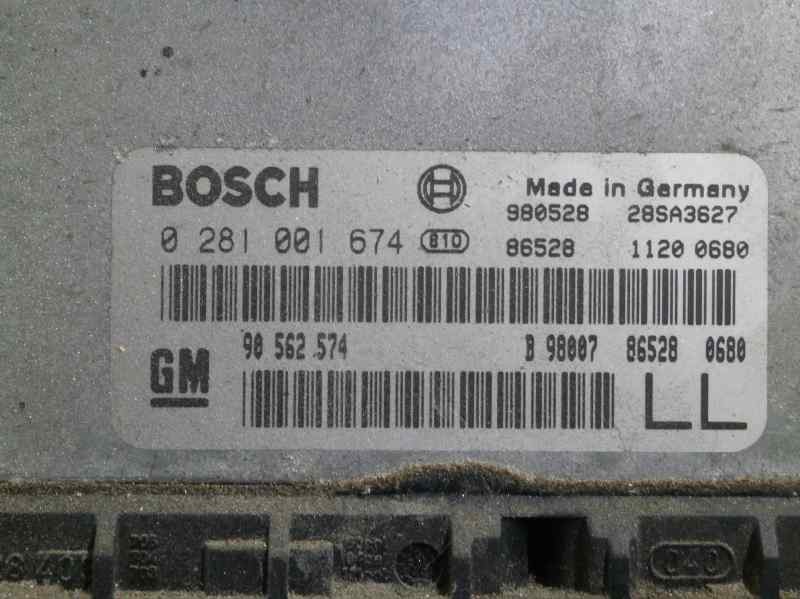 BOSCH
Made in Germany
980528 28SA3627
0 281 001 674 810
86528 1120 0680
90 562 574 B 98007 86528 0680
GM
LL
040